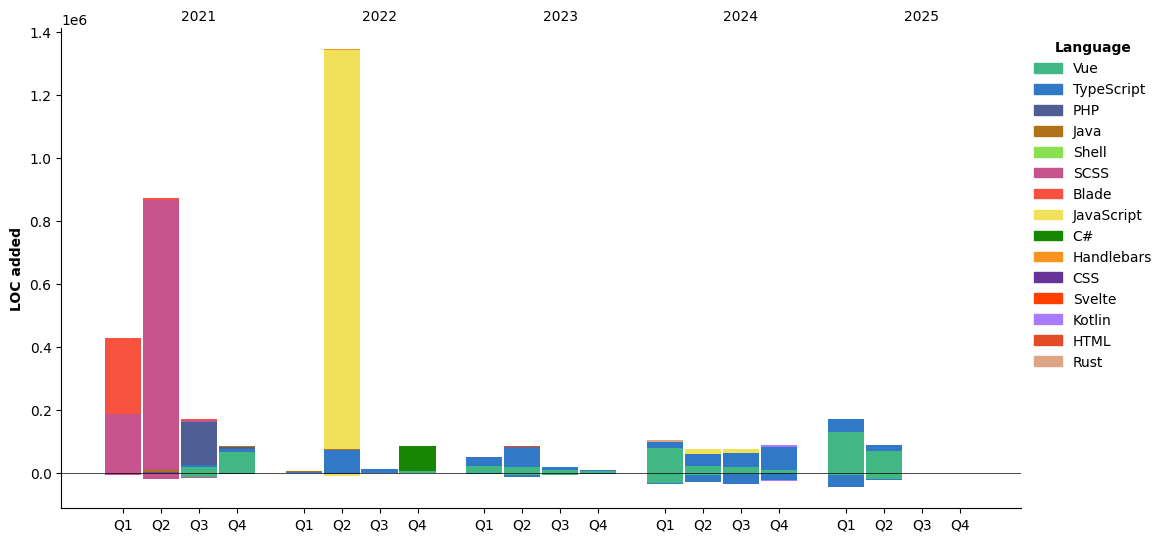 2021 2022 2023 2024 2025
1e6
1.4
1.2
1.0
0.8
0.6
0.4
0.2
0.0
LOC added
Q1 Q2 Q3 Q4 Q1 Q2 Q3 Q4 Q1 Q2 Q3 Q4 Q1 Q2 Q3 Q4 Q1 Q2 Q3 Q4
Language
Vue
TypeScript
PHP
Java
Shell
SCSS
Blade
JavaScript
C#
Handlebars
CSS
Svelte
Kotlin
HTML
Rust